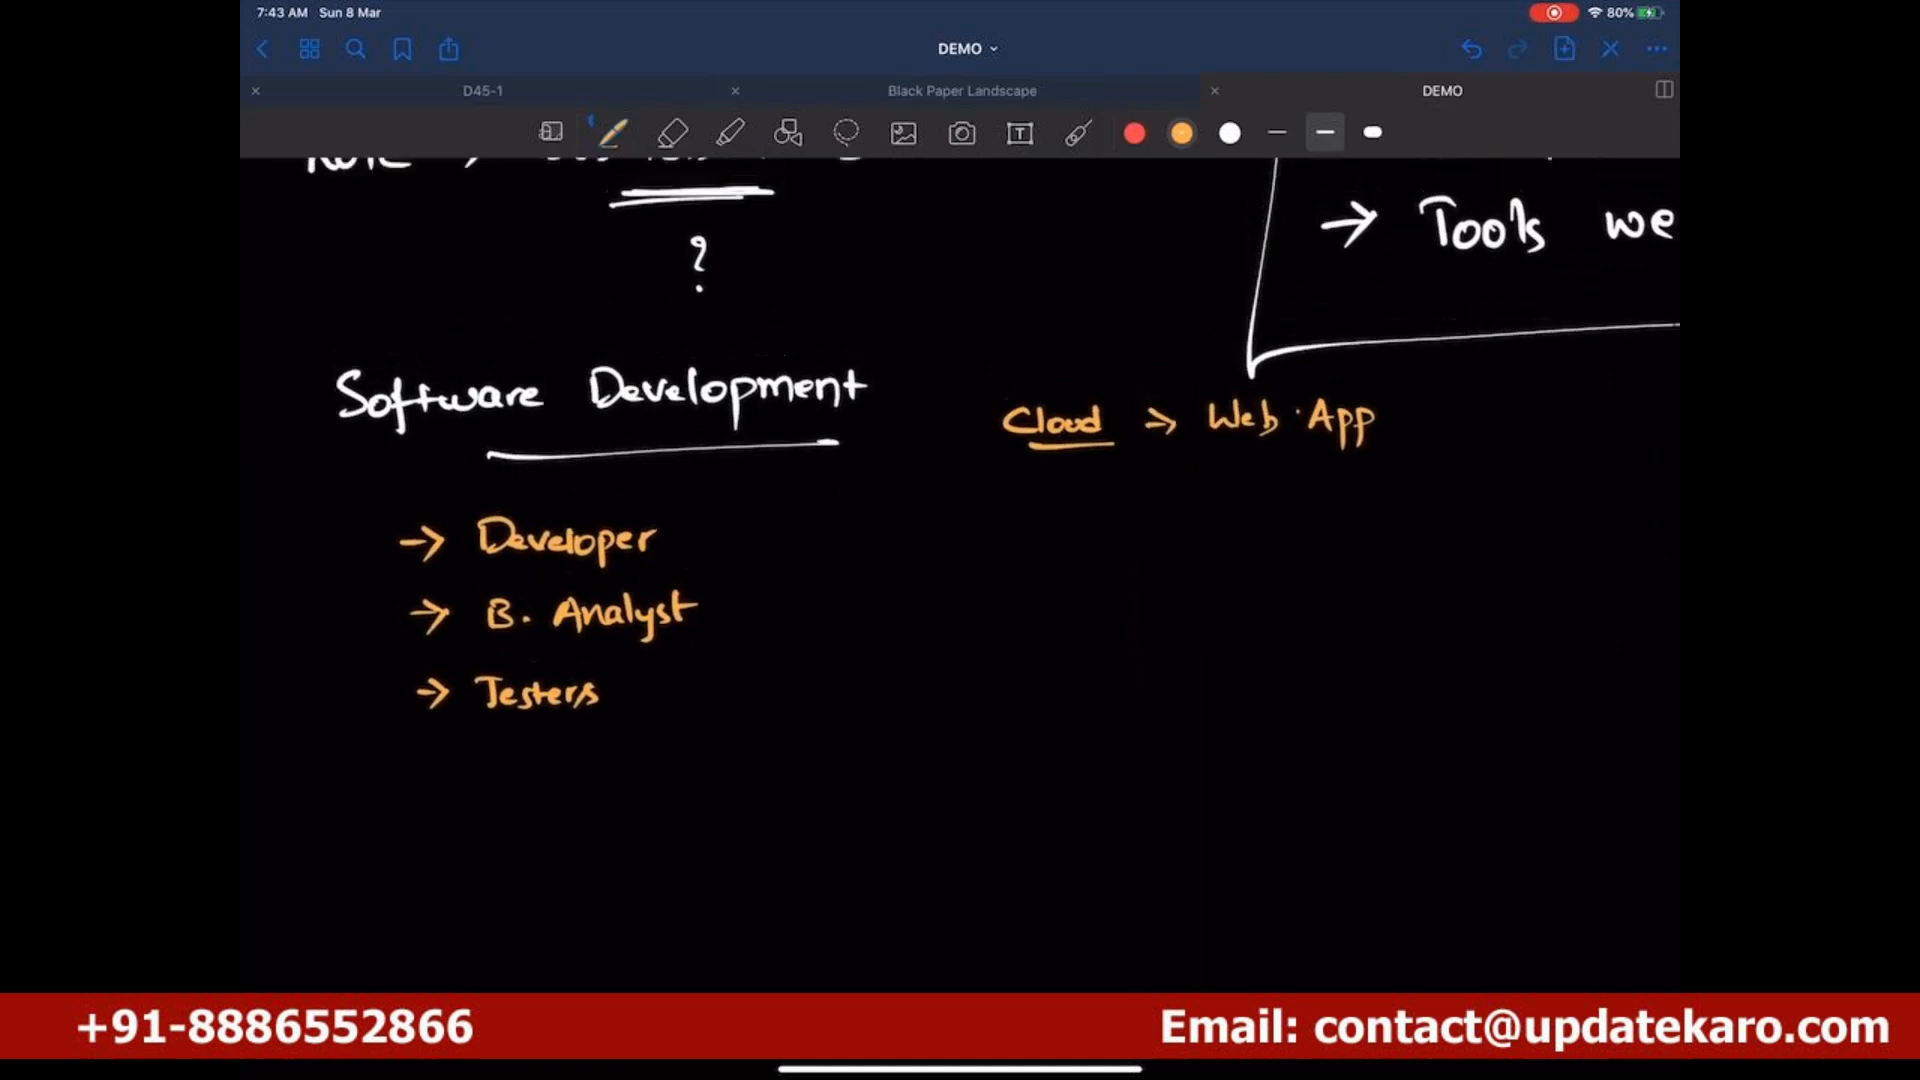 7:43 AM Sun 8 Mar
80%
DEMO
D45-1
Black Paper Landscape
DEMO
→ Tools we
?
Software Development
Cloud → Web App
→ Developer
→ B. Analyst
→ Testers
+91-8886552866
Email: contact@updatekaro.com